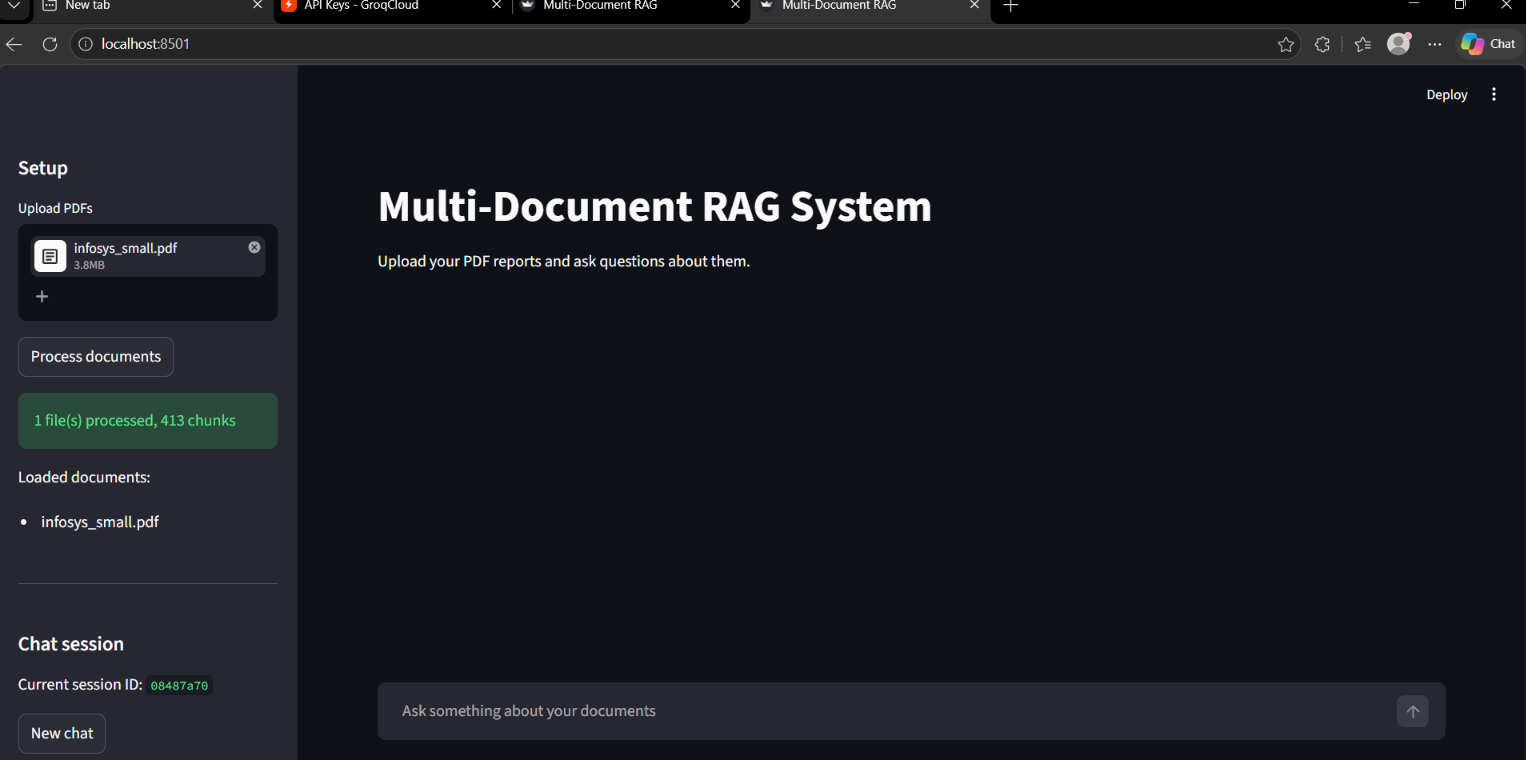 New tab
API Keys - GroqCloud
Multi-Document RAG
Multi-Document RAG
localhost:8501
Chat
Deploy
Setup
Upload PDFs
infosys_small.pdf
3.8MB
Process documents
1 file(s) processed, 413 chunks
Loaded documents:
infosys_small.pdf
Chat session
Current session ID: 08487a70
New chat
Multi-Document RAG System
Upload your PDF reports and ask questions about them.
Ask something about your documents